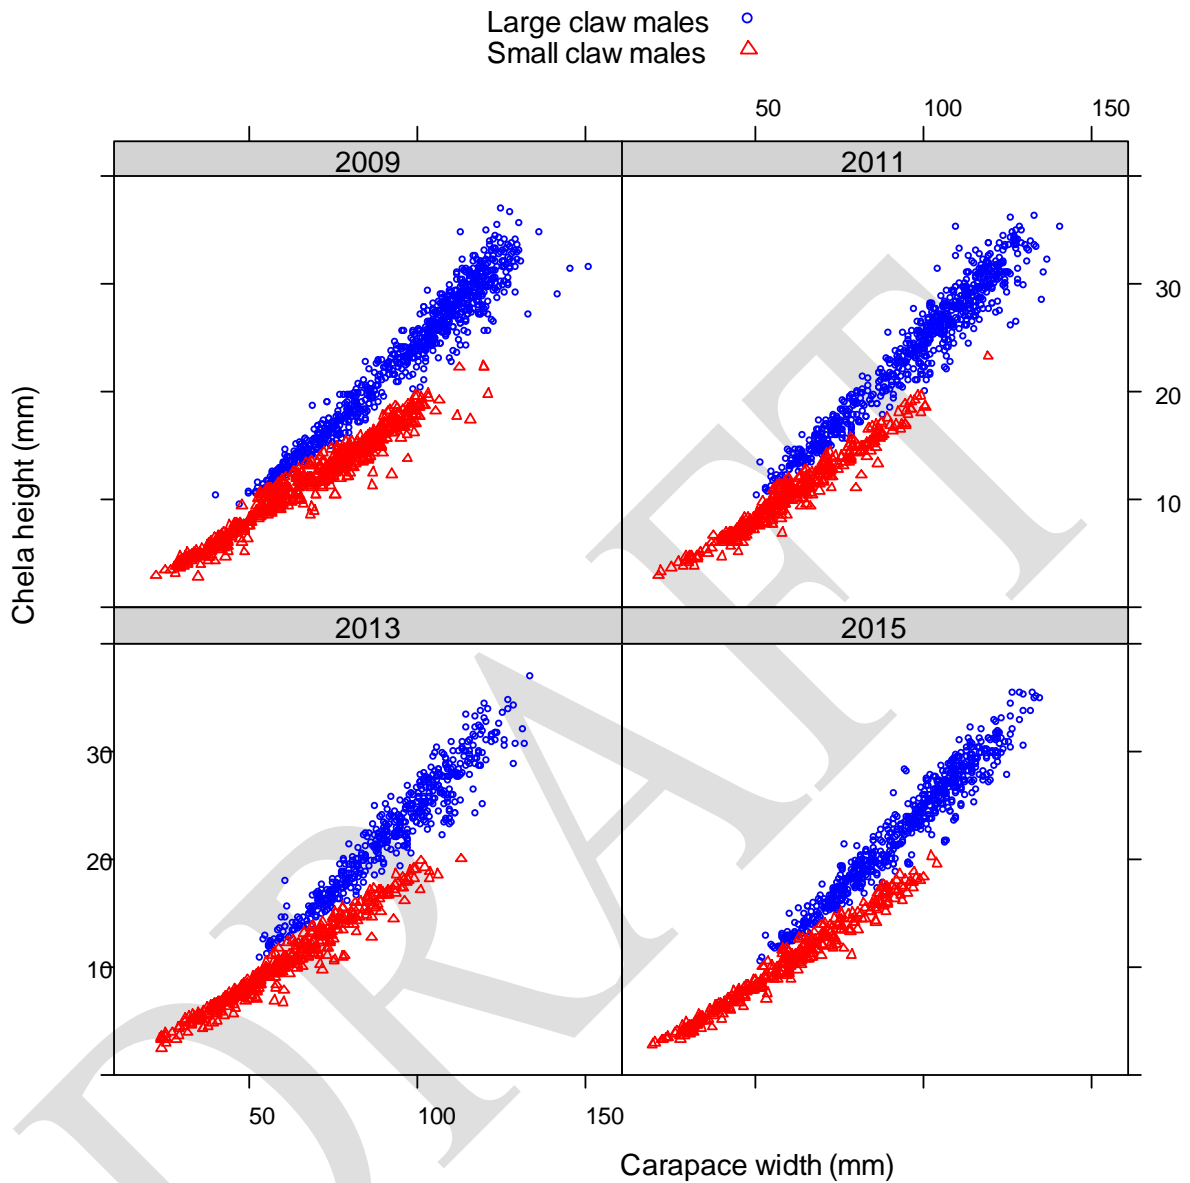 Large claw males
Small claw males
50 100 150
2009 2011
30
20
10
Chela height (mm)
2013 2015
30
20
10
50 100 150
Carapace width (mm)
DRAFT